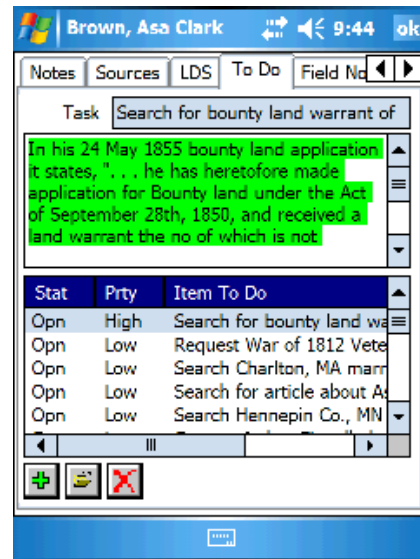 Brown, Asa Clark 9:44 ok
Notes Sources LDS To Do Field No
Task Search for bounty land warrant of
In his 24 May 1855 bounty land application
it states, ". . . he has heretofore made
application for Bounty land under the Act
of September 28th, 1850, and received a
land warrant the no of which is not
Stat Prty Item To Do
Opn High Search for bounty land wa
Opn Low Request War of 1812 Vete
Opn Low Search Charlton, MA marr
Opn Low Search for article about As
Opn Low Search Hennepin Co., MN